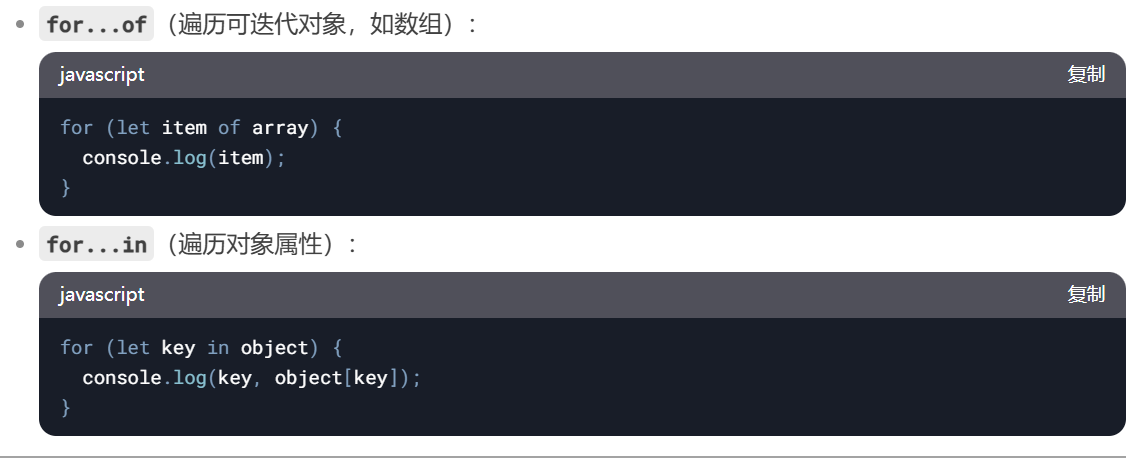 for...of（遍历可迭代对象，如数组）：
javascript 复制
for (let item of array) {
  console.log(item);
}
for...in（遍历对象属性）：
javascript 复制
for (let key in object) {
  console.log(key, object[key]);
}